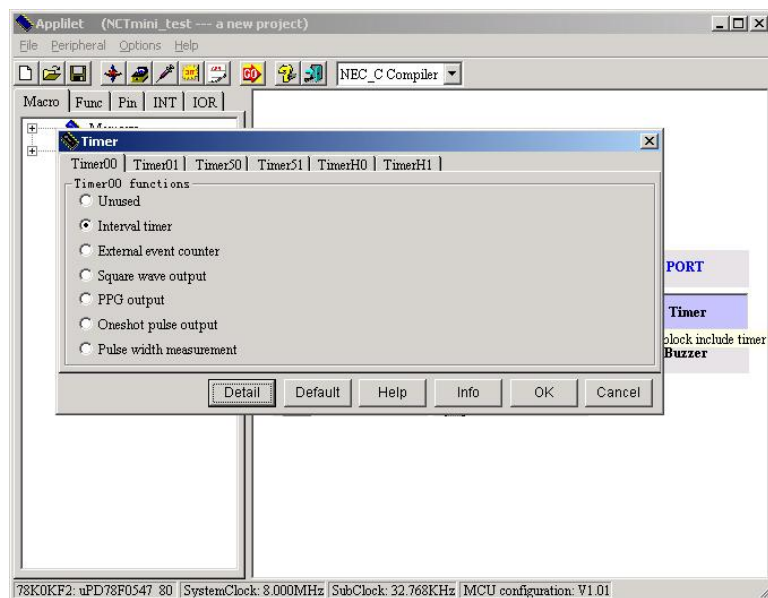 Applilet (NCTmini_test --- a new project)
File Peripheral Options Help
NEC_C Compiler
Macro Func Pin INT IOR
Timer
Timer00 Timer01 Timer50 Timer51 TimerH0 TimerH1
Timer00 functions
Unused
Interval timer
External event counter
Square wave output
PPG output
Oneshot pulse output
Pulse width measurement
Detail Default Help Info OK Cancel
PORT
Timer
block include timer
Buzzer
78K0KF2: uPD78F0547 80 SystemClock: 8.000MHz SubClock: 32.768KHz MCU configuration: V1.01